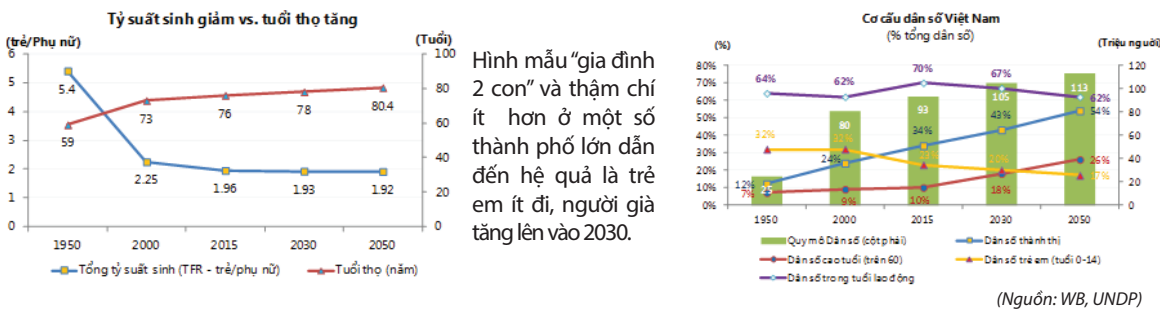 Tỷ suất sinh giảm vs. tuổi thọ tăng
(trẻ/Phụ nữ)
(Tuổi)
6
5
4
3
2
1
0
100
80
60
40
20
0
5.4
2.25
1.96
1.93
1.92
59
73
76
78
80.4
1950 2000 2015 2030 2050
Tổng tỷ suất sinh (TFR - trẻ/phụ nữ)
Tuổi thọ (năm)
Hình mẫu “gia đình
2 con” và thậm chí
ít hơn ở một số
thành phố lớn dẫn
đến hệ quả là trẻ
em ít đi, người già
tăng lên vào 2030.
Cơ cấu dân số Việt Nam
(% tổng dân số)
(%)
(Triệu người)
80%
70%
60%
50%
40%
30%
20%
10%
0%
120
100
80
60
40
20
0
64% 62% 70% 67% 62%
80 93 105 113
12% 24% 34% 43% 54%
32% 32% 23% 20%
7% 9% 10% 18% 26%
1950 2000 2015 2030 2050
Quy mô Dân số (cột phải)
Dân số thành thị
Dân số cao tuổi (trên 60)
Dân số trẻ em (tuổi 0-14)
Dân số trong tuổi lao động
(Nguồn: WB, UNDP)